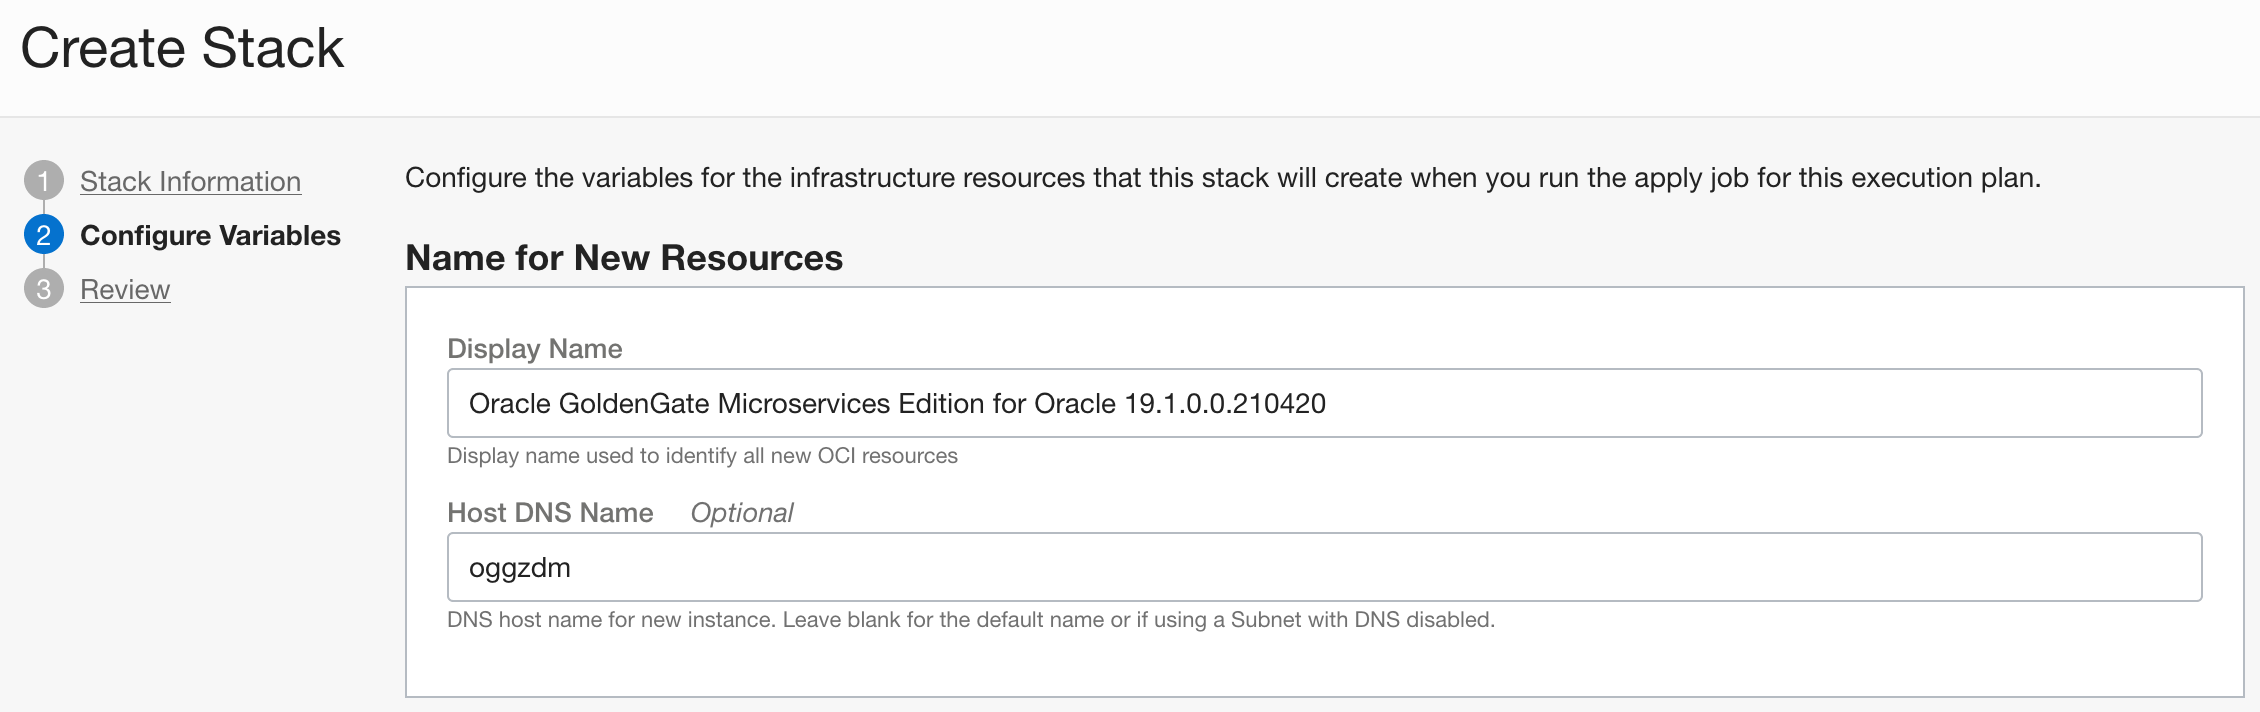 Create Stack
1 Stack Information
2 Configure Variables
3 Review
Configure the variables for the infrastructure resources that this stack will create when you run the apply job for this execution plan.
Name for New Resources
Display Name
Oracle GoldenGate Microservices Edition for Oracle 19.1.0.0.210420
Display name used to identify all new OCI resources
Host DNS Name Optional
oggzdm
DNS host name for new instance. Leave blank for the default name or if using a Subnet with DNS disabled.